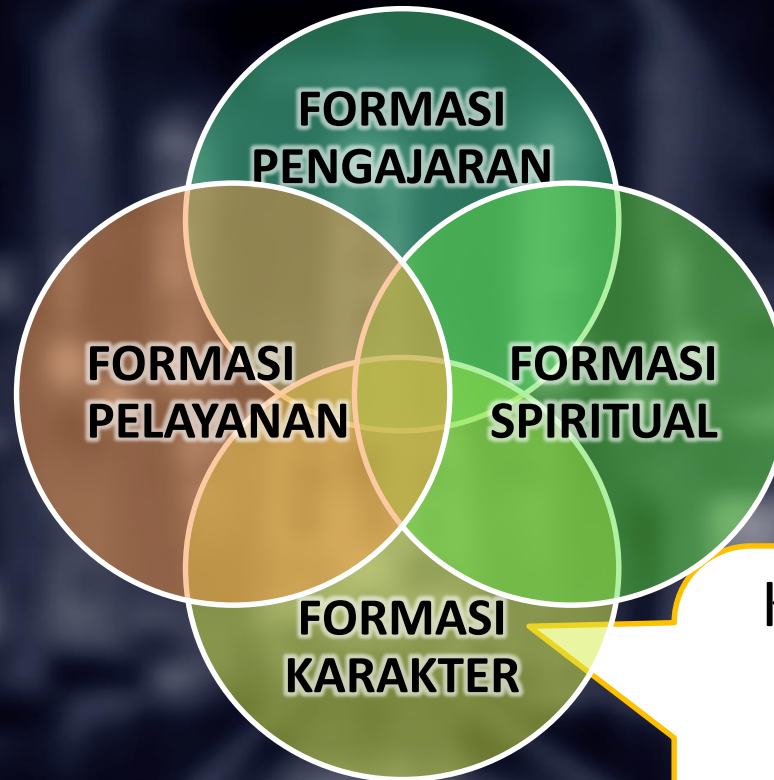 FORMASI
PENGAJARAN
FORMASI
PELAYANAN
FORMASI
SPIRITUAL
FORMASI
KARAKTER